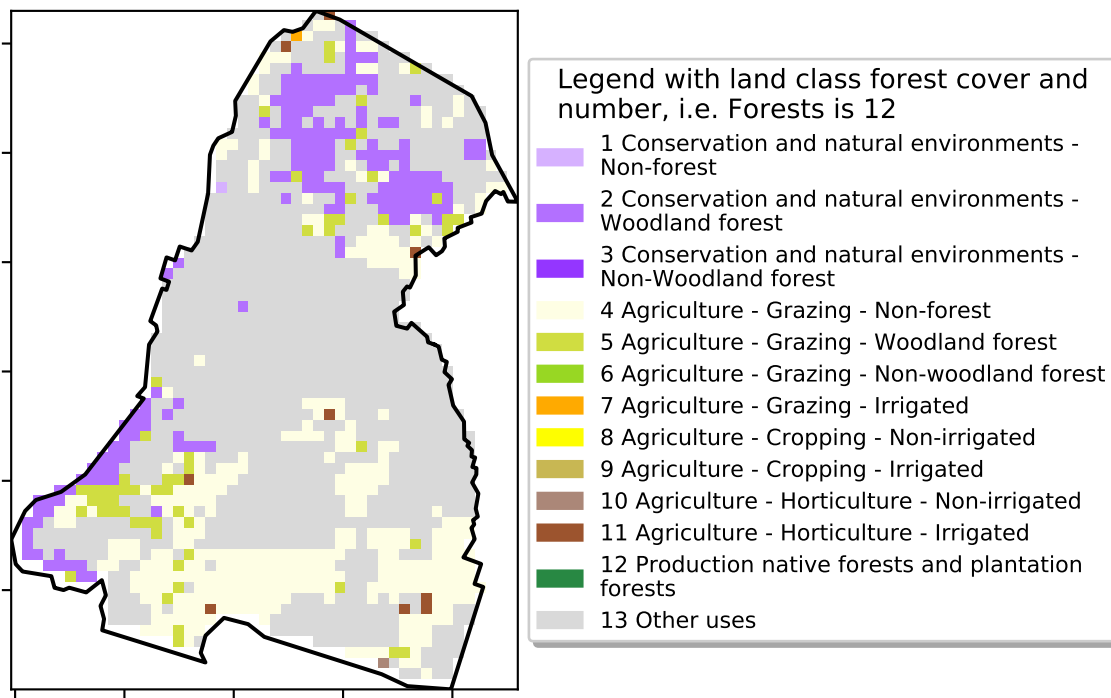 Legend with land class forest cover and
number, i.e. Forests is 12
1 Conservation and natural environments -
Non-forest
2 Conservation and natural environments -
Woodland forest
3 Conservation and natural environments -
Non-Woodland forest
4 Agriculture - Grazing - Non-forest
5 Agriculture - Grazing - Woodland forest
6 Agriculture - Grazing - Non-woodland forest
7 Agriculture - Grazing - Irrigated
8 Agriculture - Cropping - Non-irrigated
9 Agriculture - Cropping - Irrigated
10 Agriculture - Horticulture - Non-irrigated
11 Agriculture - Horticulture - Irrigated
12 Production native forests and plantation
forests
13 Other uses